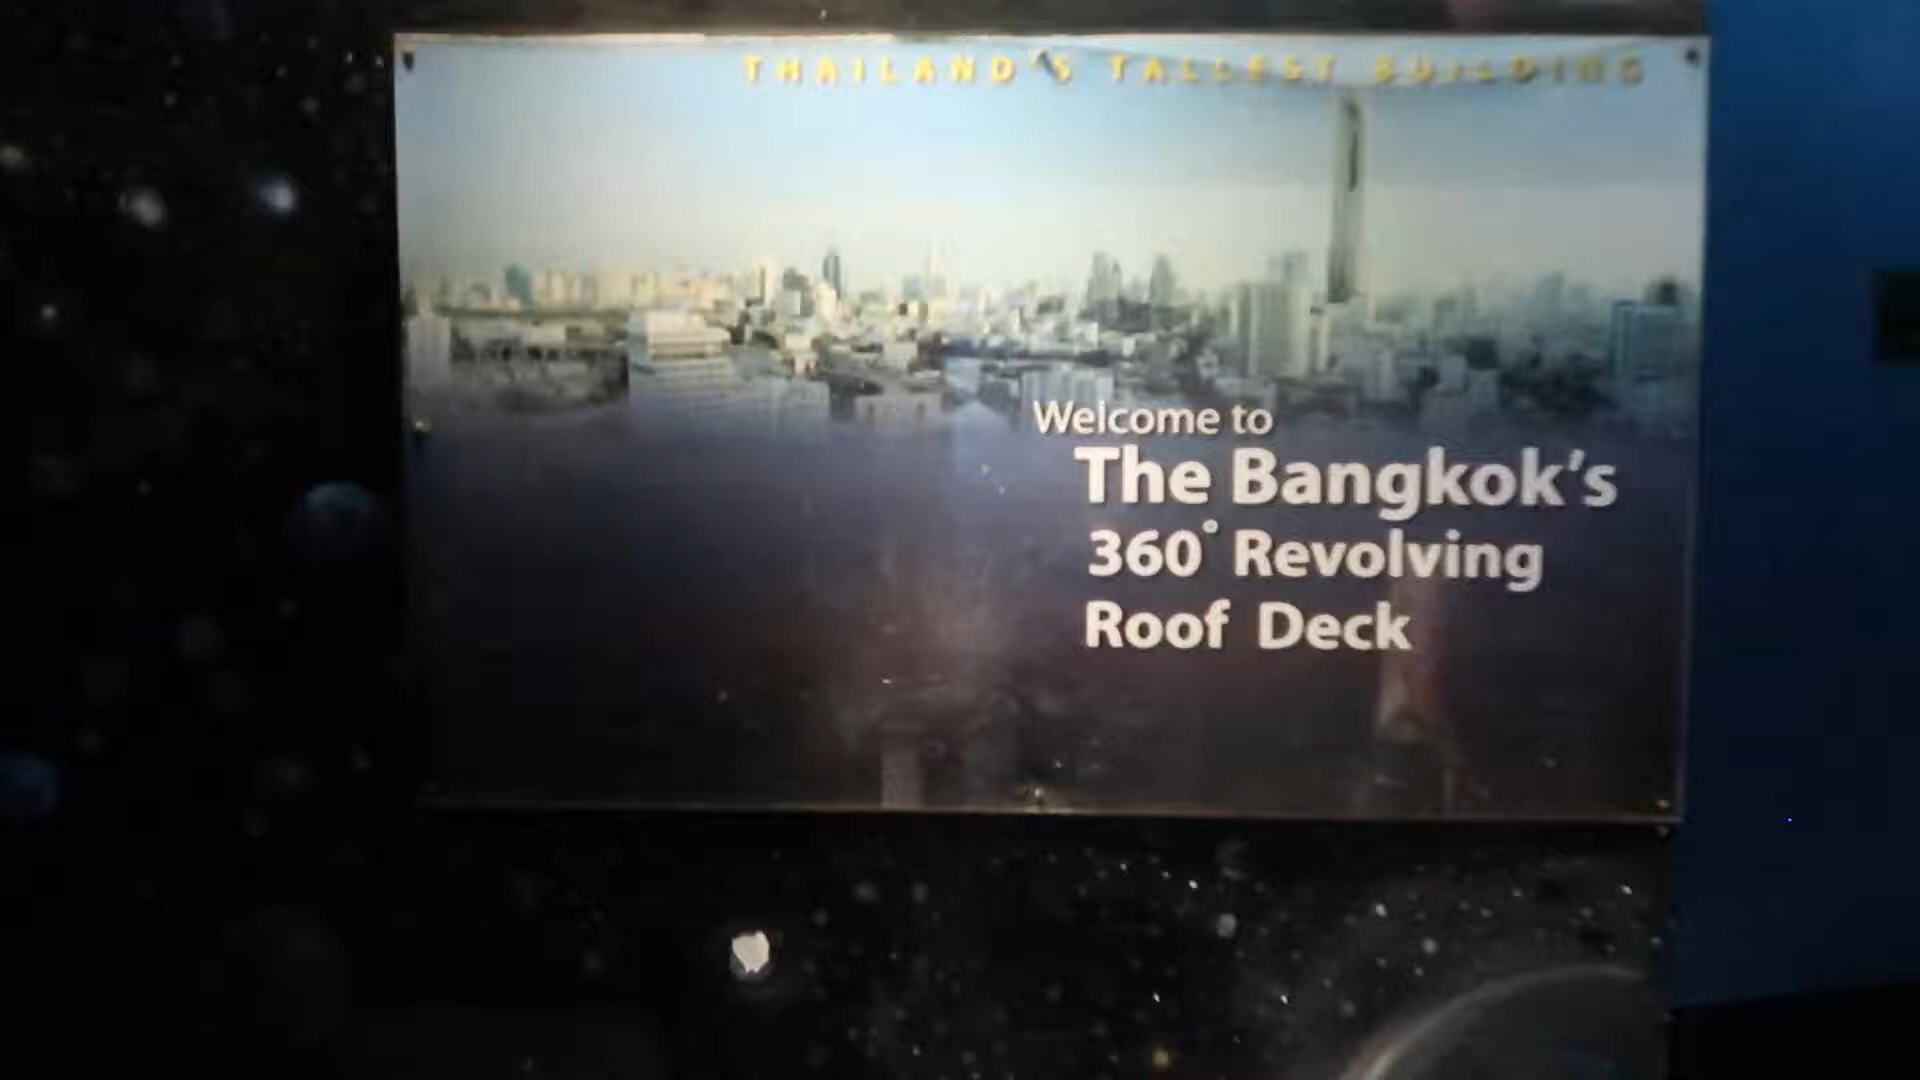 THAILAND'S TALLEST BUILDING
Welcome to
The Bangkok's
360° Revolving
Roof Deck